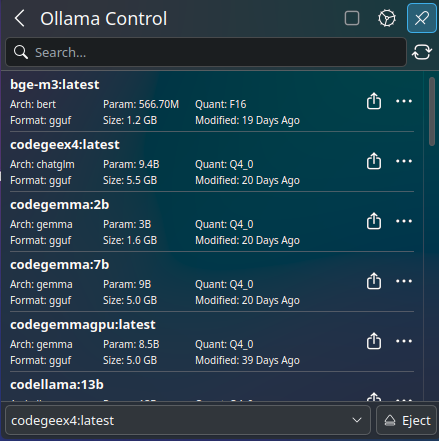 Ollama Control
Search...
bge-m3:latest
Arch: bert Param: 566.70M Quant: F16
Format: gguf Size: 1.2 GB Modified: 19 Days Ago
codegeex4:latest
Arch: chatglm Param: 9.4B Quant: Q4_0
Format: gguf Size: 5.5 GB Modified: 20 Days Ago
codegemma:2b
Arch: gemma Param: 3B Quant: Q4_0
Format: gguf Size: 1.6 GB Modified: 20 Days Ago
codegemma:7b
Arch: gemma Param: 9B Quant: Q4_0
Format: gguf Size: 5.0 GB Modified: 20 Days Ago
codegemmagpu:latest
Arch: gemma Param: 8.5B Quant: Q4_0
Format: gguf Size: 5.0 GB Modified: 39 Days Ago
codellama:13b
codegeex4:latest Eject